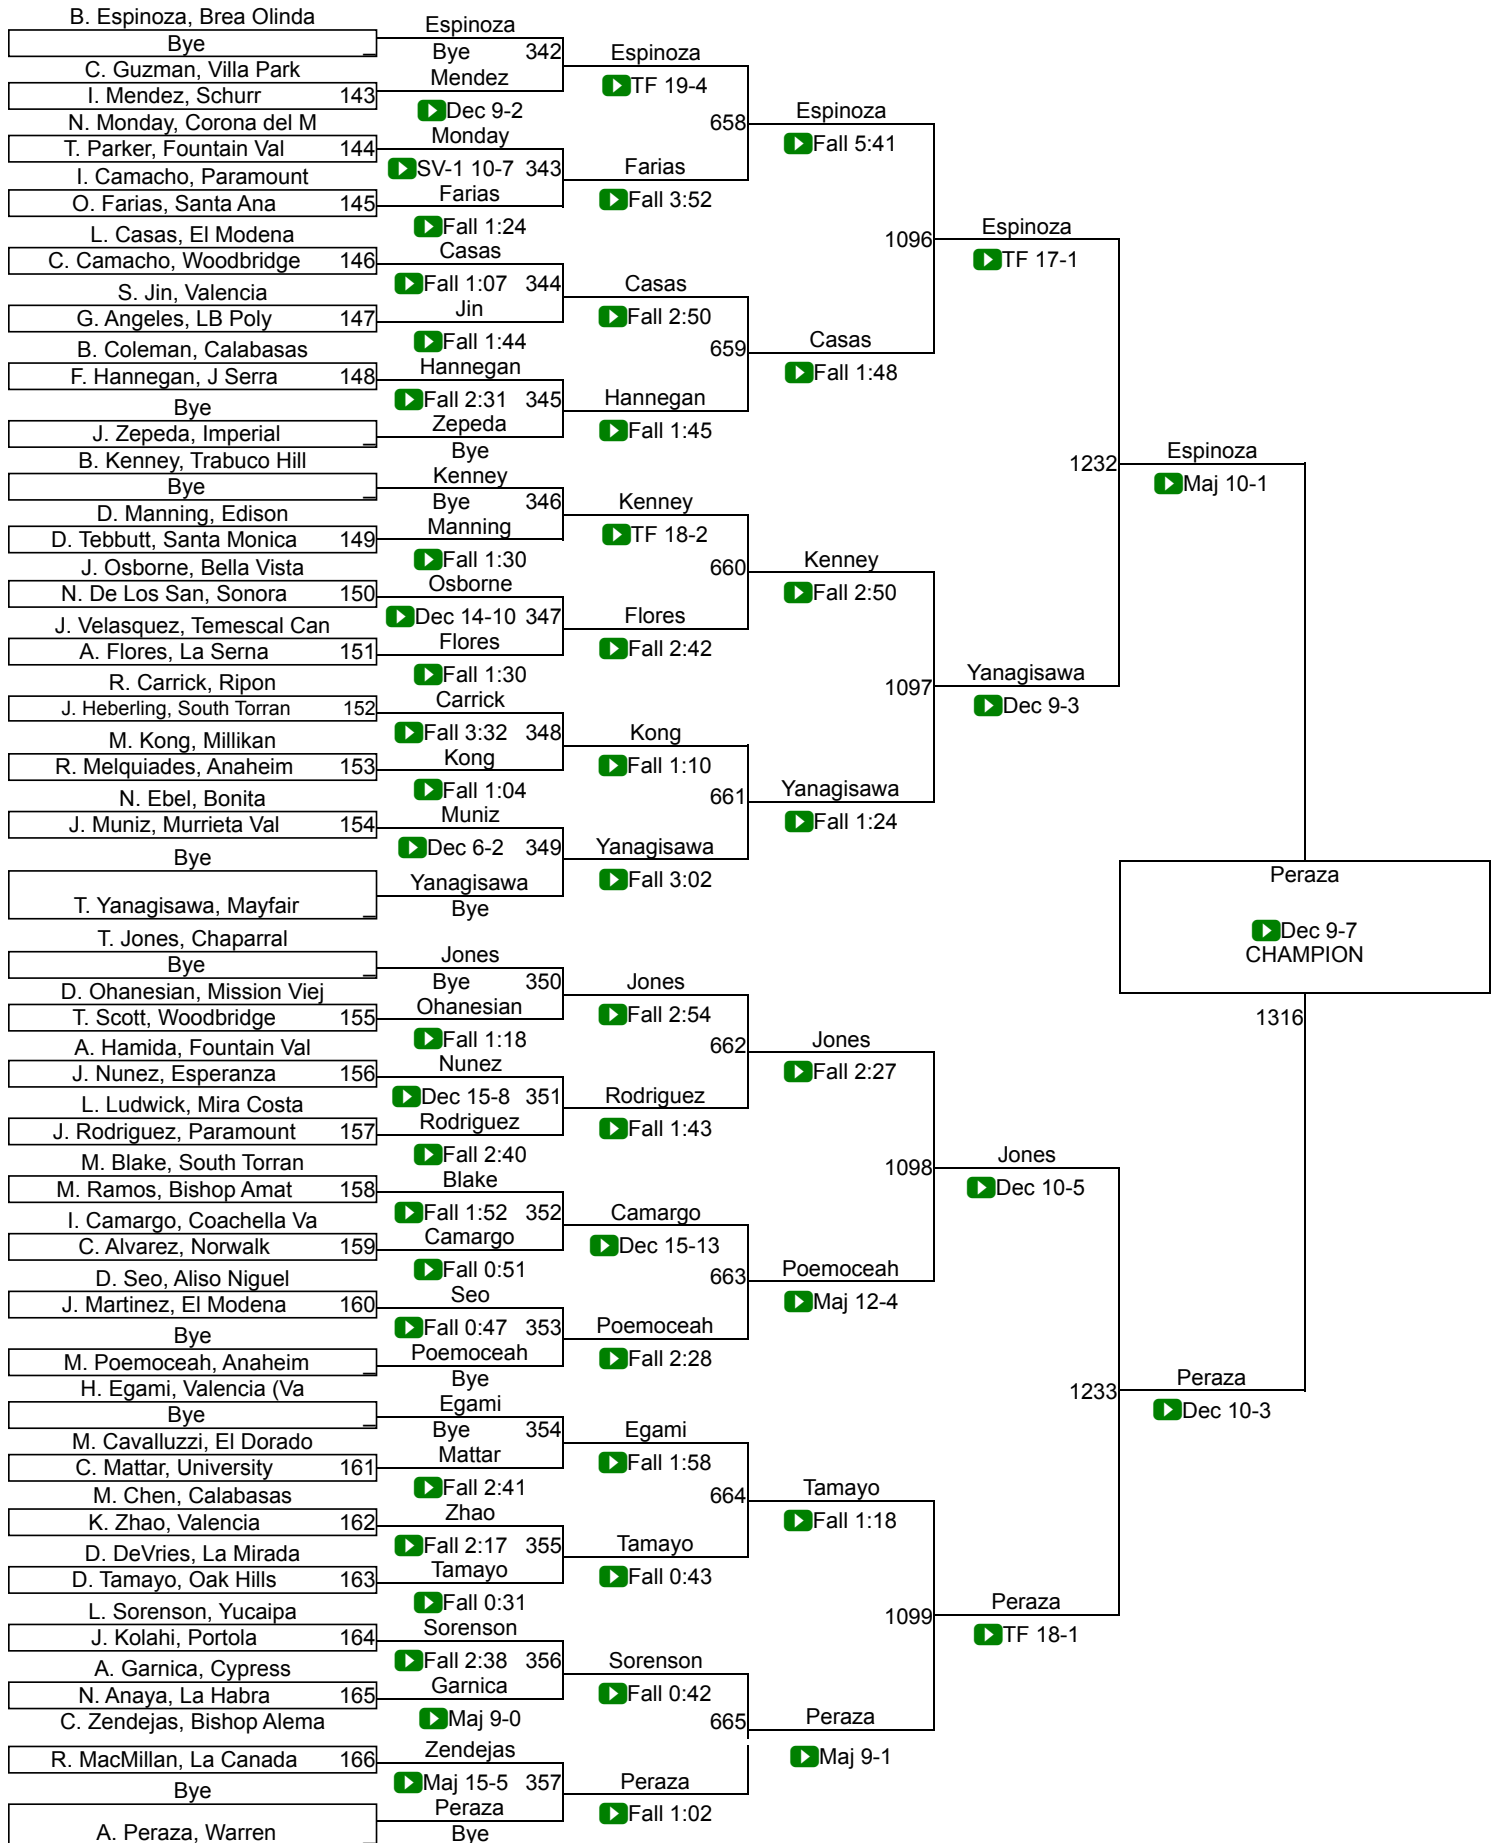 B. Espinoza, Brea Olinda
Bye _
C. Guzman, Villa Park
I. Mendez, Schurr 143
N. Monday, Corona del M
T. Parker, Fountain Val 144
I. Camacho, Paramount
O. Farias, Santa Ana 145
L. Casas, El Modena
C. Camacho, Woodbridge 146
S. Jin, Valencia
G. Angeles, LB Poly 147
B. Coleman, Calabasas
F. Hannegan, J Serra 148
Bye
J. Zepeda, Imperial _
B. Kenney, Trabuco Hill
Bye _
D. Manning, Edison
D. Tebbutt, Santa Monica 149
J. Osborne, Bella Vista
N. De Los San, Sonora 150
J. Velasquez, Temescal Can
A. Flores, La Serna 151
R. Carrick, Ripon
J. Heberling, South Torran 152
M. Kong, Millikan
R. Melquiades, Anaheim 153
N. Ebel, Bonita
J. Muniz, Murrieta Val 154
Bye
T. Yanagisawa, Mayfair _
T. Jones, Chaparral
Bye _
D. Ohanesian, Mission Viej
T. Scott, Woodbridge 155
A. Hamida, Fountain Val
J. Nunez, Esperanza 156
L. Ludwick, Mira Costa
J. Rodriguez, Paramount 157
M. Blake, South Torran
M. Ramos, Bishop Amat 158
I. Camargo, Coachella Va
C. Alvarez, Norwalk 159
D. Seo, Aliso Niguel
J. Martinez, El Modena 160
Bye
M. Poemoceah, Anaheim _
H. Egami, Valencia (Va
Bye _
M. Cavalluzzi, El Dorado
C. Mattar, University 161
M. Chen, Calabasas
K. Zhao, Valencia 162
D. DeVries, La Mirada
D. Tamayo, Oak Hills 163
L. Sorenson, Yucaipa
J. Kolahi, Portola 164
A. Garnica, Cypress
N. Anaya, La Habra 165
C. Zendejas, Bishop Alema
R. MacMillan, La Canada 166
Bye
A. Peraza, Warren _
Espinoza
Bye 342
Mendez
Dec 9-2
Monday
SV-1 10-7 343
Farias
Fall 1:24
Casas
Fall 1:07 344
Jin
Fall 1:44
Hannegan
Fall 2:31 345
Zepeda
Bye
Kenney
Bye 346
Manning
Fall 1:30
Osborne
Dec 14-10 347
Flores
Fall 1:30
Carrick
Fall 3:32 348
Kong
Fall 1:04
Muniz
Dec 6-2 349
Yanagisawa
Bye
Jones
Bye 350
Ohanesian
Fall 1:18
Nunez
Dec 15-8 351
Rodriguez
Fall 2:40
Blake
Fall 1:52 352
Camargo
Fall 0:51
Seo
Fall 0:47 353
Poemoceah
Bye
Egami
Bye 354
Mattar
Fall 2:41
Zhao
Fall 2:17 355
Tamayo
Fall 0:31
Sorenson
Fall 2:38 356
Garnica
Maj 9-0
Zendejas
Maj 15-5 357
Peraza
Bye
Espinoza
TF 19-4
658
Farias
Fall 3:52
Casas
Fall 2:50
659
Hannegan
Fall 1:45
Kenney
TF 18-2
660
Flores
Fall 2:42
Kong
Fall 1:10
661
Yanagisawa
Fall 3:02
Jones
Fall 2:54
662
Rodriguez
Fall 1:43
Camargo
Dec 15-13
663
Poemoceah
Fall 2:28
Egami
Fall 1:58
664
Tamayo
Fall 0:43
Sorenson
Fall 0:42
665
Peraza
Fall 1:02
Espinoza
Fall 5:41
1096
Casas
Fall 1:48
Kenney
Fall 2:50
1097
Yanagisawa
Fall 1:24
Jones
Fall 2:27
1098
Poemoceah
Maj 12-4
Tamayo
Fall 1:18
1099
Peraza
Maj 9-1
Espinoza
TF 17-1
1232
Yanagisawa
Dec 9-3
Jones
Dec 10-5
1233
Peraza
TF 18-1
Espinoza
Maj 10-1
Peraza
Dec 9-7
CHAMPION
1316
Peraza
Dec 10-3